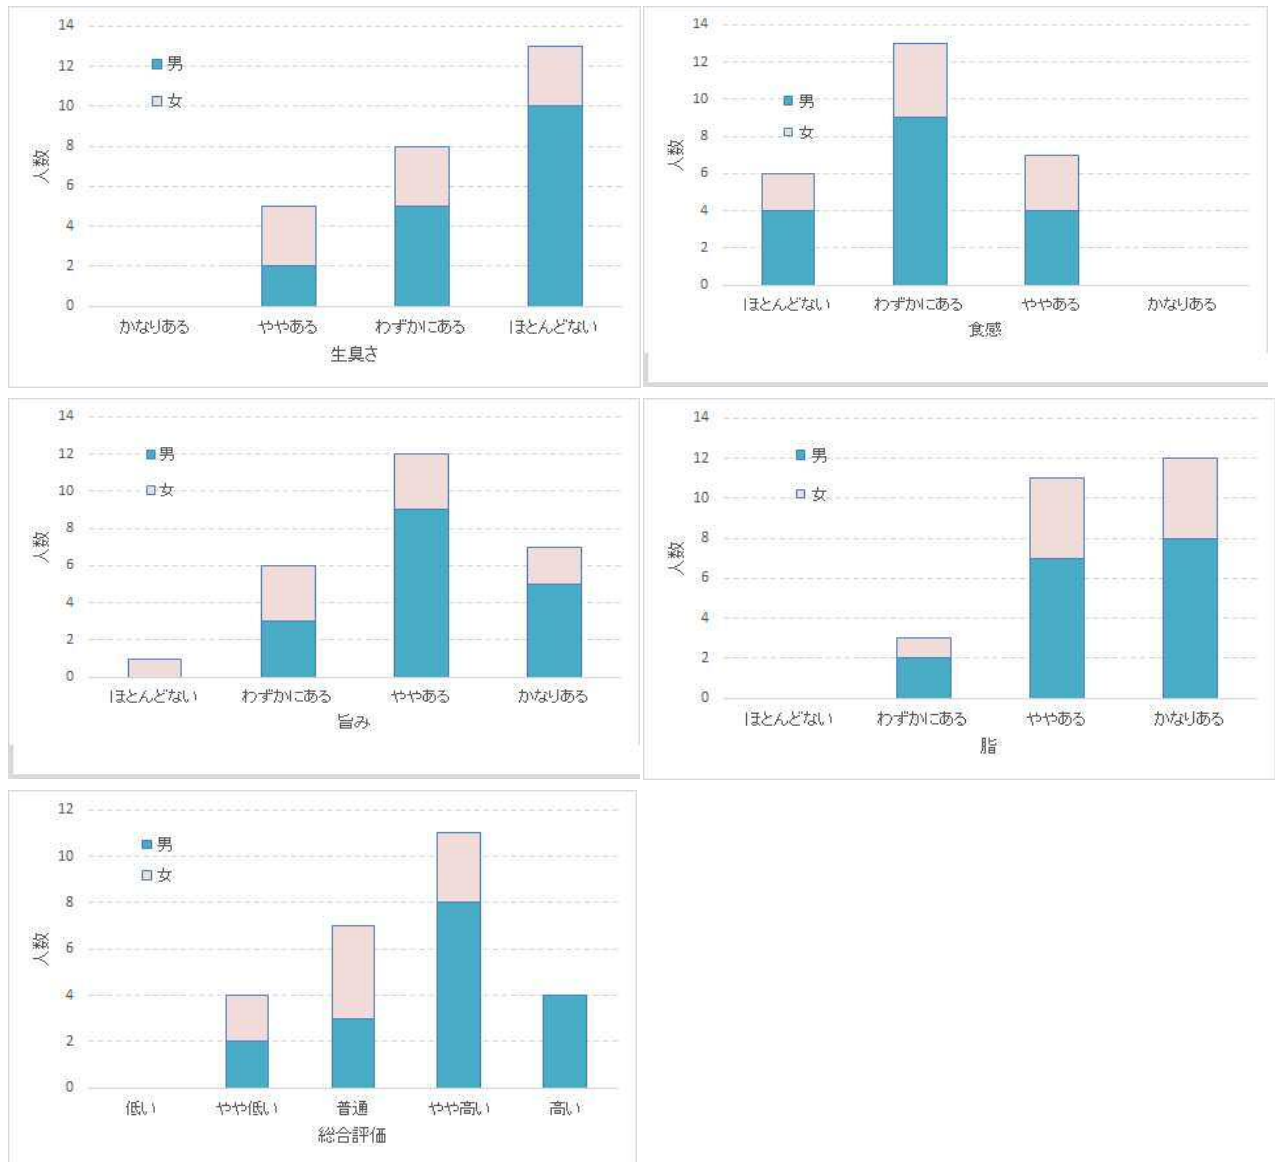 14
12
10
8
6
4
2
0
人数
男
女
かなりある ややある わずかにある ほとんどない
生臭さ
14
12
10
8
6
4
2
0
人数
男
女
ほとんどない わずかにある ややある かなりある
食感
14
12
10
8
6
4
2
0
人数
男
女
ほとんどない わずかにある ややある かなりある
旨み
14
12
10
8
6
4
2
0
人数
男
女
ほとんどない わずかにある ややある かなりある
脂
12
10
8
6
4
2
0
人数
男
女
低い やや低い 普通 やや高い 高い
総合評価